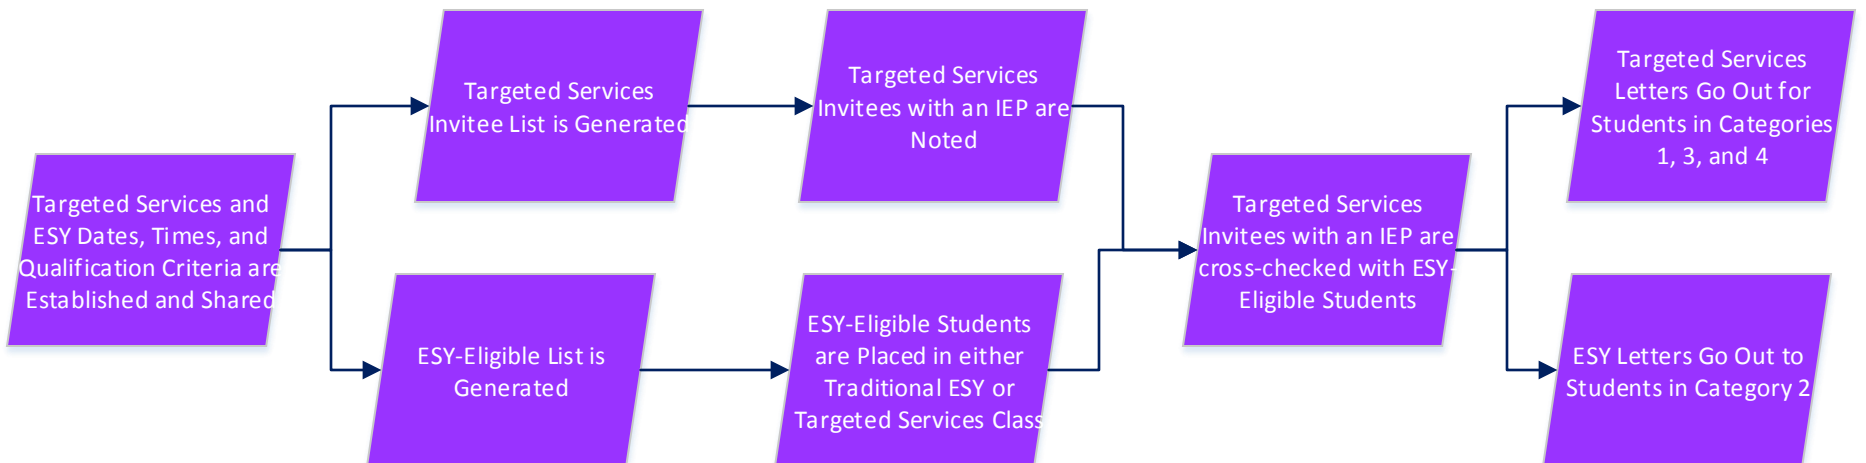 Targeted Services and
ESY Dates, Times, and
Qualification Criteria are
Established and Shared
Targeted Services
Invitee List is Generated
Targeted Services
Invitees with an IEP are
Noted
ESY-Eligible List is
Generated
ESY-Eligible Students
are Placed in either
Traditional ESY or
Targeted Services Class
Targeted Services
Invitees with an IEP are
cross-checked with ESY-
Eligible Students
Targeted Services
Letters Go Out for
Students in Categories
1, 3, and 4
ESY Letters Go Out to
Students in Category 2